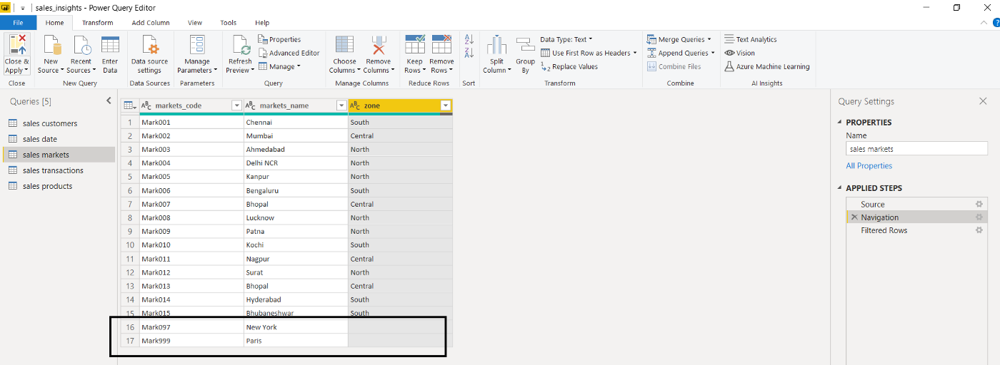 sales_insights - Power Query Editor
File Home Transform Add Column View Tools Help
Close & Apply
New Source
Recent Sources
Enter Data
Data source settings
Manage Parameters
Refresh Preview
Properties
Advanced Editor
Manage
Choose Columns
Remove Columns
Keep Rows
Remove Rows
A Z
Z A
Split Column
Group By
Data Type: Text
Use First Row as Headers
1 2 Replace Values
Merge Queries
Append Queries
Combine Files
Text Analytics
Vision
Azure Machine Learning
Close New Query Data Sources Parameters Query Manage Columns Reduce Rows Sort Transform Combine AI Insights
Queries [5]
sales customers
sales date
sales markets
sales transactions
sales products
ABC markets_code ABC markets_name ABC zone
1 Mark001 Chennai South
2 Mark002 Mumbai Central
3 Mark003 Ahmedabad North
4 Mark004 Delhi NCR North
5 Mark005 Kanpur North
6 Mark006 Bengaluru South
7 Mark007 Bhopal Central
8 Mark008 Lucknow North
9 Mark009 Patna North
10 Mark010 Kochi South
11 Mark011 Nagpur Central
12 Mark012 Surat North
13 Mark013 Bhopal Central
14 Mark014 Hyderabad South
15 Mark015 Bhubaneshwar South
16 Mark097 New York
17 Mark999 Paris
Query Settings
PROPERTIES
Name
sales markets
All Properties
APPLIED STEPS
Source
Navigation
Filtered Rows